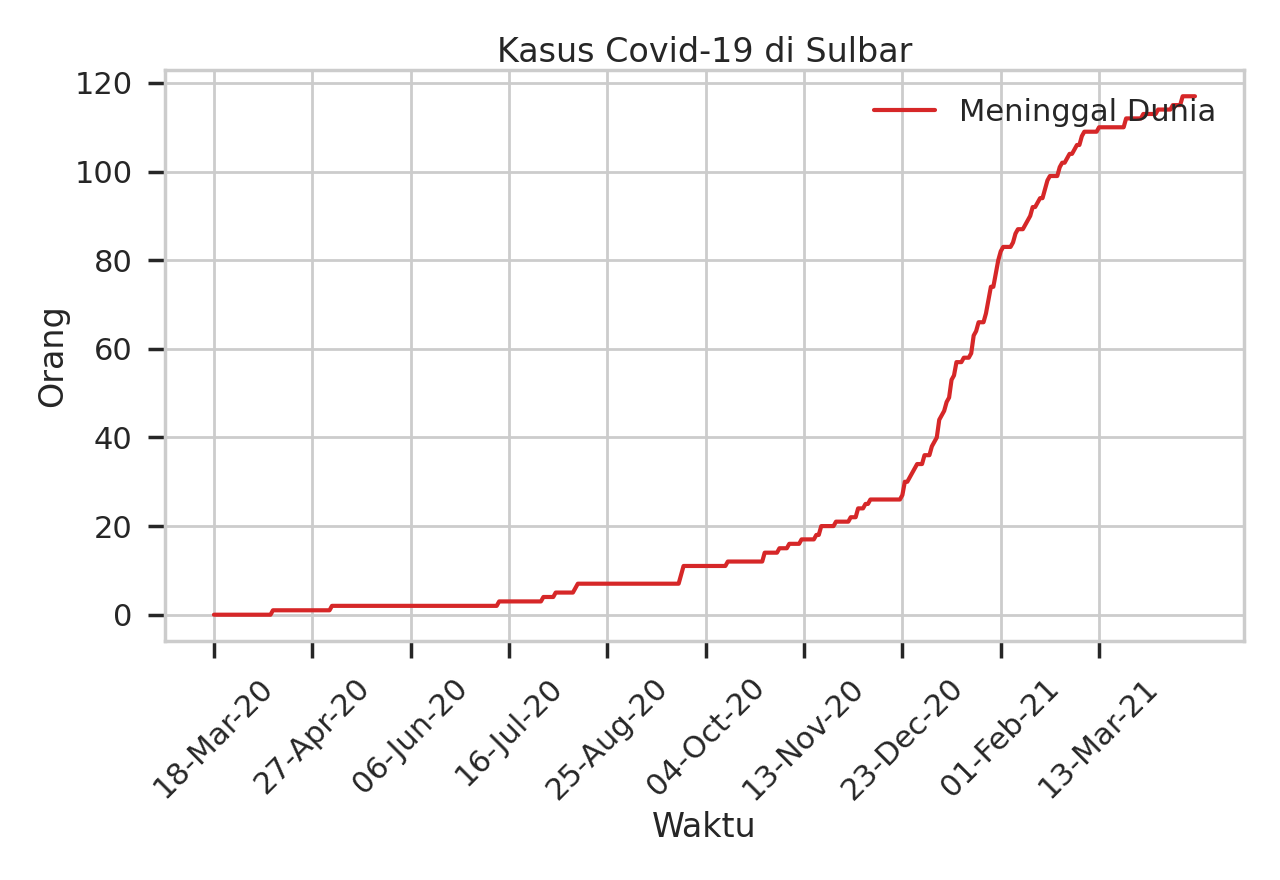 Kasus Covid-19 di Sulbar
Meninggal Dunia
120
100
80
60
40
20
0
Orang
18-Mar-20
27-Apr-20
06-Jun-20
16-Jul-20
25-Aug-20
04-Oct-20
13-Nov-20
23-Dec-20
01-Feb-21
13-Mar-21
Waktu